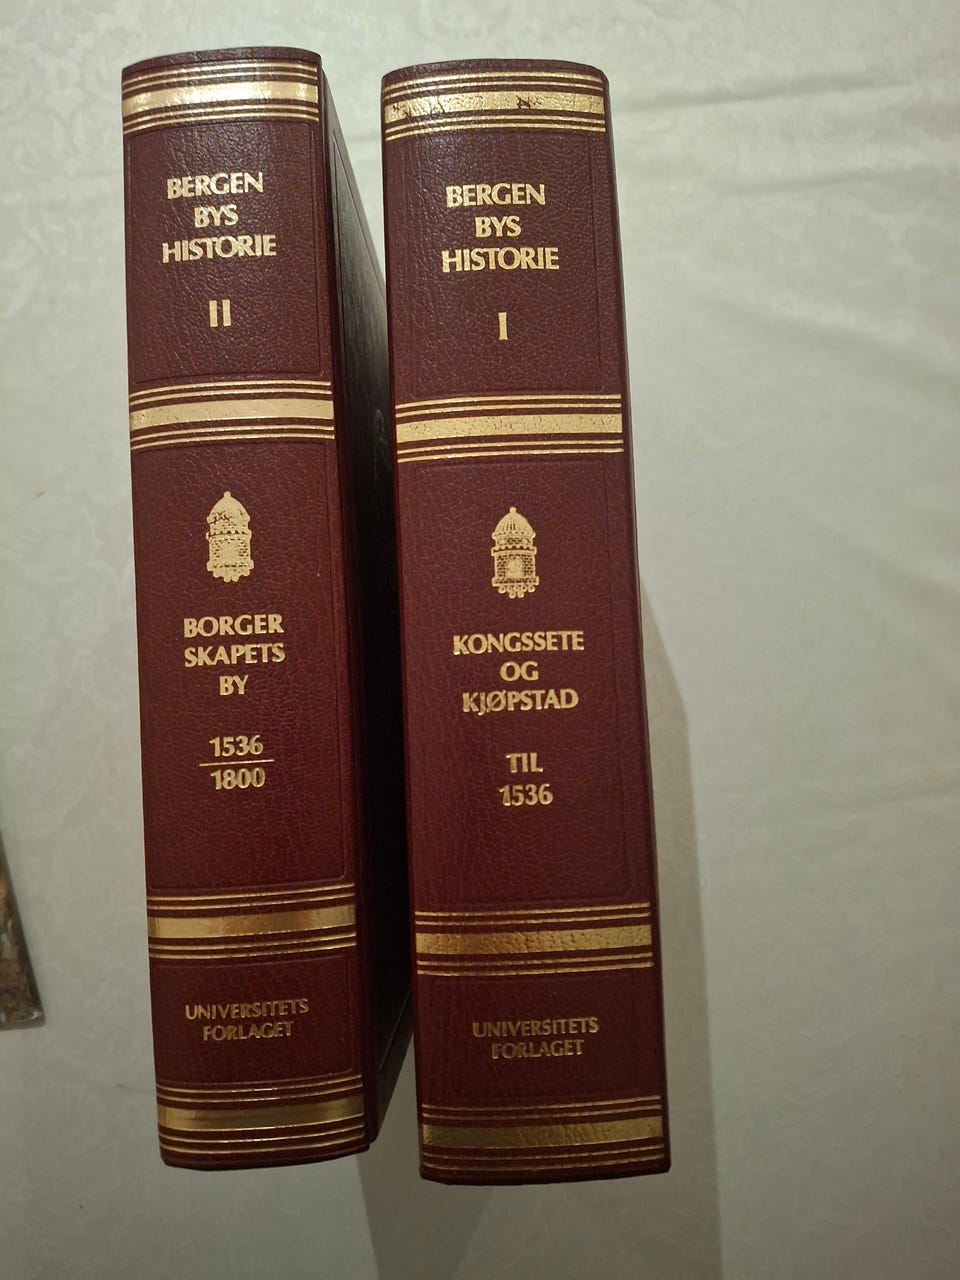 BERGEN
BYS
HISTORIE
II
BORGER
SKAPETS
BY
1536
1800
UNIVERSITETS
FORLAGET
BERGEN
BYS
HISTORIE
I
KONGSSETE
OG
KJØPSTAD
TIL
1536
UNIVERSITETS
FORLAGET